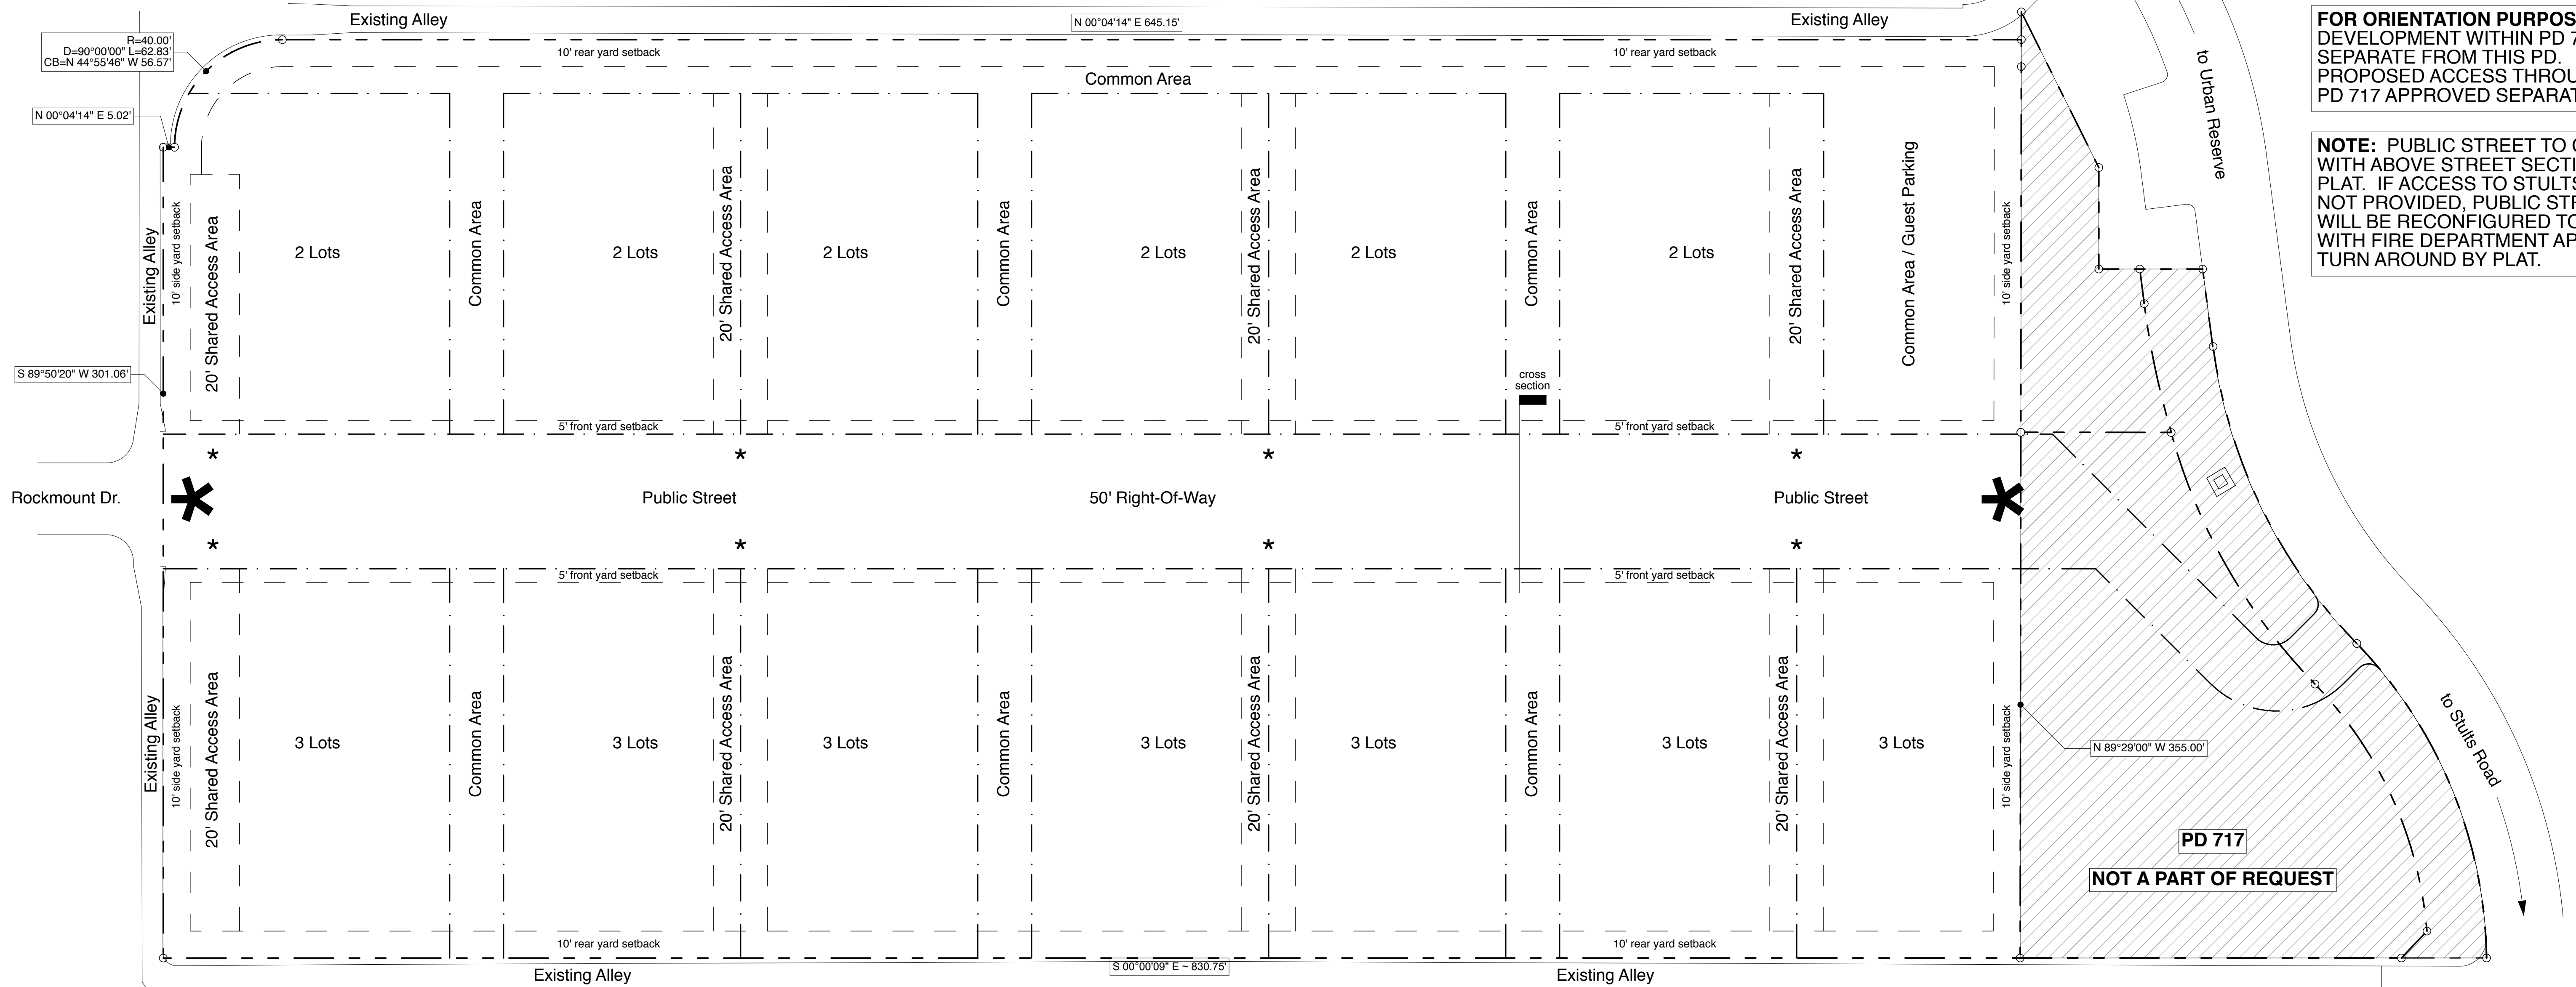 Existing Alley
N 00°04'14" E 645.15'
Existing Alley
R=40.00'
D=90°00'00" L=62.83'
CB=N 44°55'46" W 56.57'
10' rear yard setback
10' rear yard setback
Common Area
N 00°04'14" E 5.02'
Existing Alley
10' side yard setback
20' Shared Access Area
2 Lots
Common Area
2 Lots
20' Shared Access Area
2 Lots
Common Area
2 Lots
20' Shared Access Area
2 Lots
Common Area
2 Lots
20' Shared Access Area
Common Area / Guest Parking
10' side yard setback
to Urban Reserve
FOR ORIENTATION
DEVELOPMENT WITHIN PD
SEPARATE FROM THIS PD.
PROPOSED ACCESS
PD 717 APPROVED
NOTE: PUBLIC STREET TO
WITH ABOVE STREET
PLAT. IF ACCESS TO STULTS
NOT PROVIDED, PUBLIC
WILL BE RECONFIGURED
WITH FIRE DEPARTMENT
TURN AROUND BY PLAT.
S 89°50'20" W 301.06'
cross
section
5' front yard setback
5' front yard setback
* * * *
Rockmount Dr.
*
Public Street
50' Right-Of-Way
Public Street
*
* * * *
5' front yard setback
5' front yard setback
Existing Alley
10' side yard setback
20' Shared Access Area
3 Lots
Common Area
3 Lots
20' Shared Access Area
3 Lots
Common Area
3 Lots
20' Shared Access Area
3 Lots
Common Area
3 Lots
20' Shared Access Area
3 Lots
10' side yard setback
N 89°29'00" W 355.00'
to Stults Road
PD 717
NOT A PART OF REQUEST
10' rear yard setback
10' rear yard setback
Existing Alley
S 00°00'09" E ~ 830.75'
Existing Alley